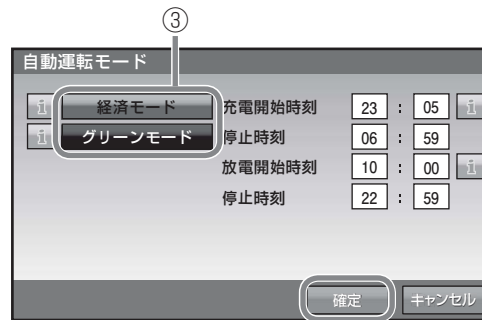 ③
自動運転モード
i 経済モード 充電開始時刻 23 : 05 i
i グリーンモード 停止時刻 06 : 59
放電開始時刻 10 : 00 i
停止時刻 22 : 59
確定 キャンセル